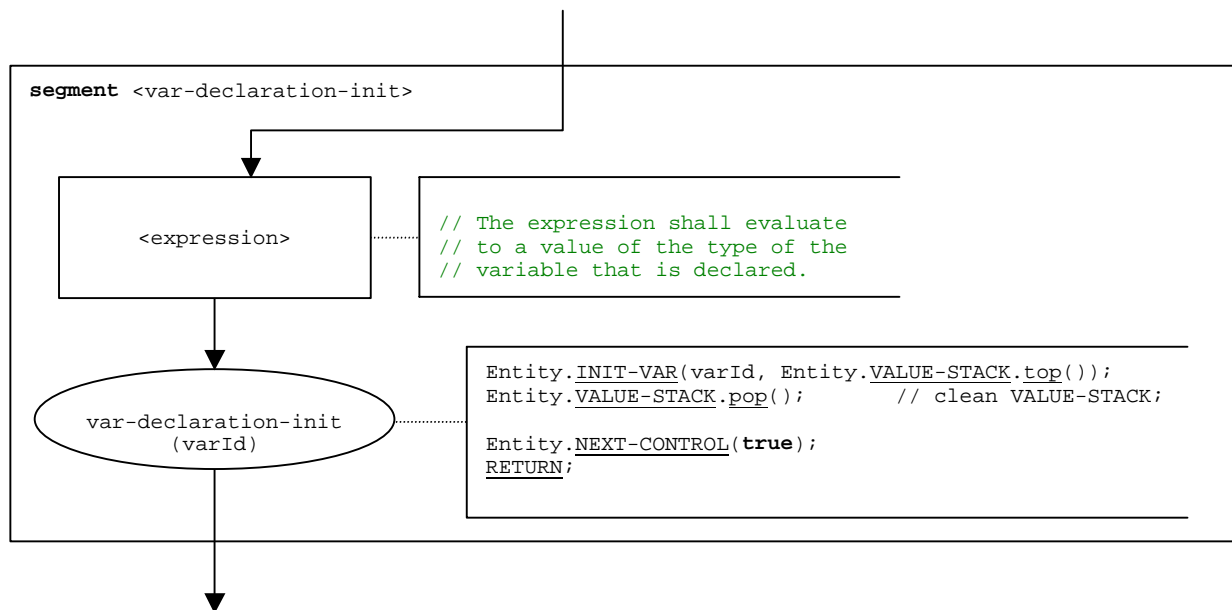 segment <var-declaration-init>
<expression>
// The expression shall evaluate
// to a value of the type of the
// variable that is declared.
var-declaration-init
(varId)
Entity.INIT-VAR(varId, Entity.VALUE-STACK.top());
Entity.VALUE-STACK.pop(); // clean VALUE-STACK;
Entity.NEXT-CONTROL(true);
RETURN;